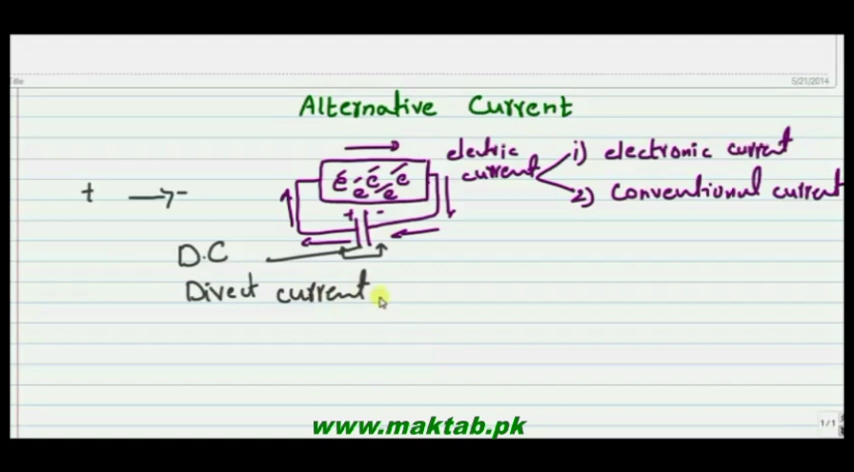 itle
5/21/2014
Alternative Current
electric current
i) electronic current
2) Conventional current
e e e e e
+ -
+ → -
D.C
Direct current
1/1
www.maktab.pk